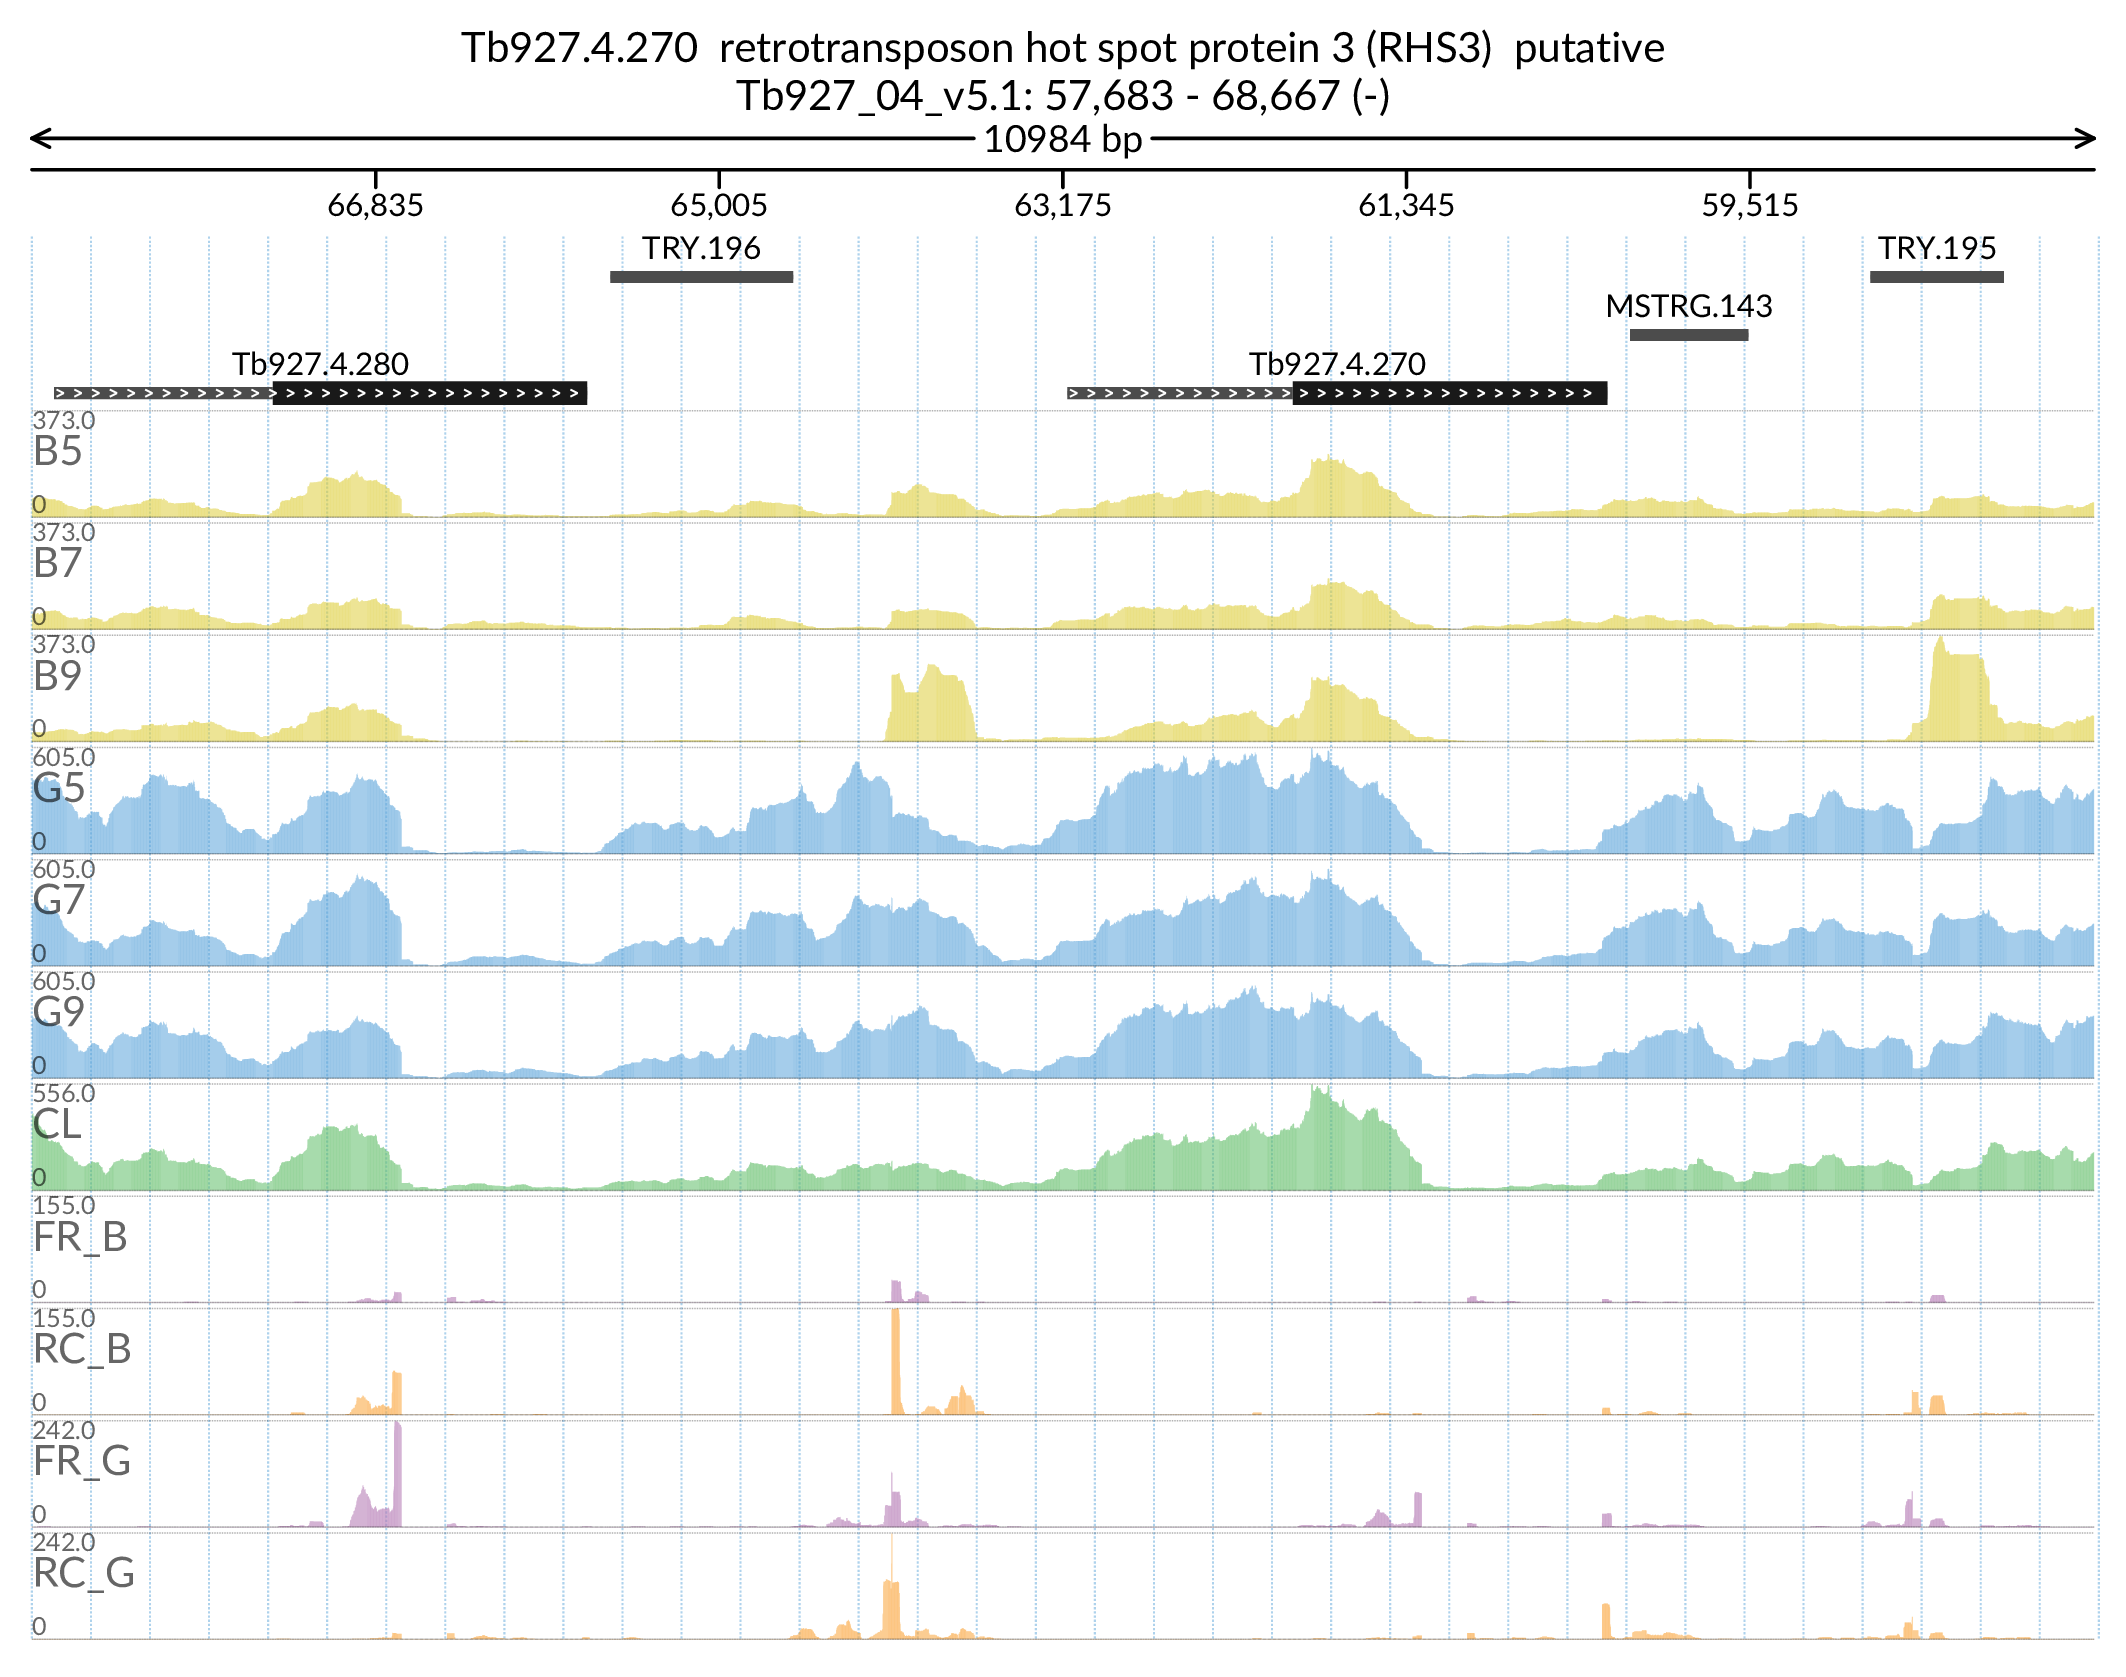 Tb927.4.270  retrotransposon hot spot protein 3 (RHS3)  putative
Tb927_04_v5.1: 57,683 - 68,667 (-)
10984 bp
66,835 65,005 63,175 61,345 59,515
TRY.196 TRY.195
MSTRG.143
Tb927.4.280 Tb927.4.270
373.0
B5
0
373.0
B7
0
373.0
B9
0
605.0
G5
0
605.0
G7
0
605.0
G9
0
556.0
CL
0
155.0
FR_B
0
155.0
RC_B
0
242.0
FR_G
0
242.0
RC_G
0